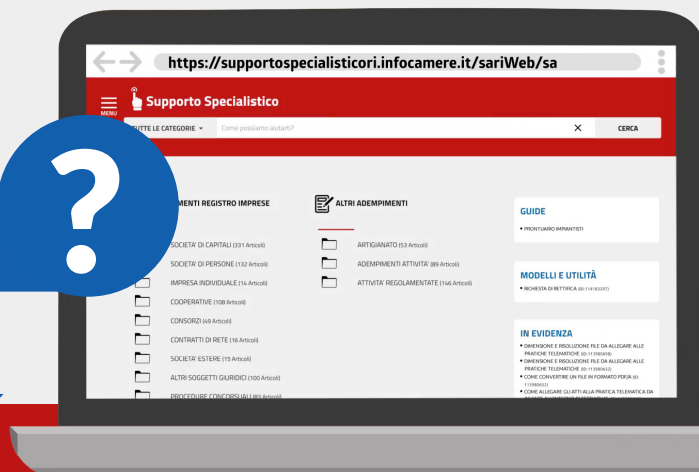 https://supportospecialisticori.infocamere.it/sariWeb/sa
MENU
Supporto Specialistico
TUTTE LE CATEGORIE
Come possiamo aiutarti?
X
CERCA
?
REGISTRO IMPRESE
SOCIETA' DI CAPITALI (331 Articoli)
SOCIETA' DI PERSONE (132 Articoli)
IMPRESA INDIVIDUALE (14 Articoli)
COOPERATIVE (108 Articoli)
CONSORZI (49 Articoli)
CONTRATTI DI RETE (16 Articoli)
SOCIETA' ESTERE (15 Articoli)
ALTRI SOGGETTI GIURIDICI (100 Articoli)
PROCEDURE CONCORSUALI (83 Articoli)
ALTRI ADEMPIMENTI
ARTIGIANATO (53 Articoli)
ADEMPIMENTI ATTIVITA' (89 Articoli)
ATTIVITA' REGOLAMENTATE (146 Articoli)
GUIDE
• PRONTUARIO IMPIANTISTI
MODELLI E UTILITÀ
• RICHIESTA DI RETTIFICA (ID: 114183207)
IN EVIDENZA
• DIMENSIONE E RISOLUZIONE FILE DA ALLEGARE ALLE
PRATICHE TELEMATICHE
• DIMENSIONE E RISOLUZIONE FILE DA ALLEGARE ALLE
PRATICHE TELEMATICHE
• COME CONVERTIRE UN FILE IN FORMATO PDF/A (ID:
• COME ALLEGARE GLI ATTI ALLA PRATICA TELEMATICA DA